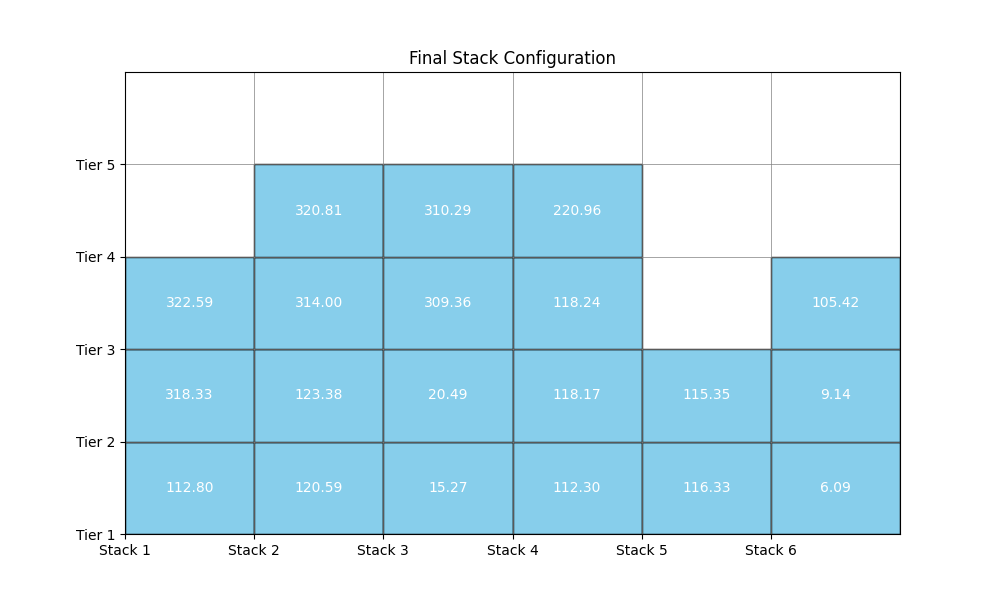 Final Stack Configuration
Tier 5
320.81 310.29 220.96
Tier 4
322.59 314.00 309.36 118.24 105.42
Tier 3
318.33 123.38 20.49 118.17 115.35 9.14
Tier 2
112.80 120.59 15.27 112.30 116.33 6.09
Tier 1
Stack 1 Stack 2 Stack 3 Stack 4 Stack 5 Stack 6